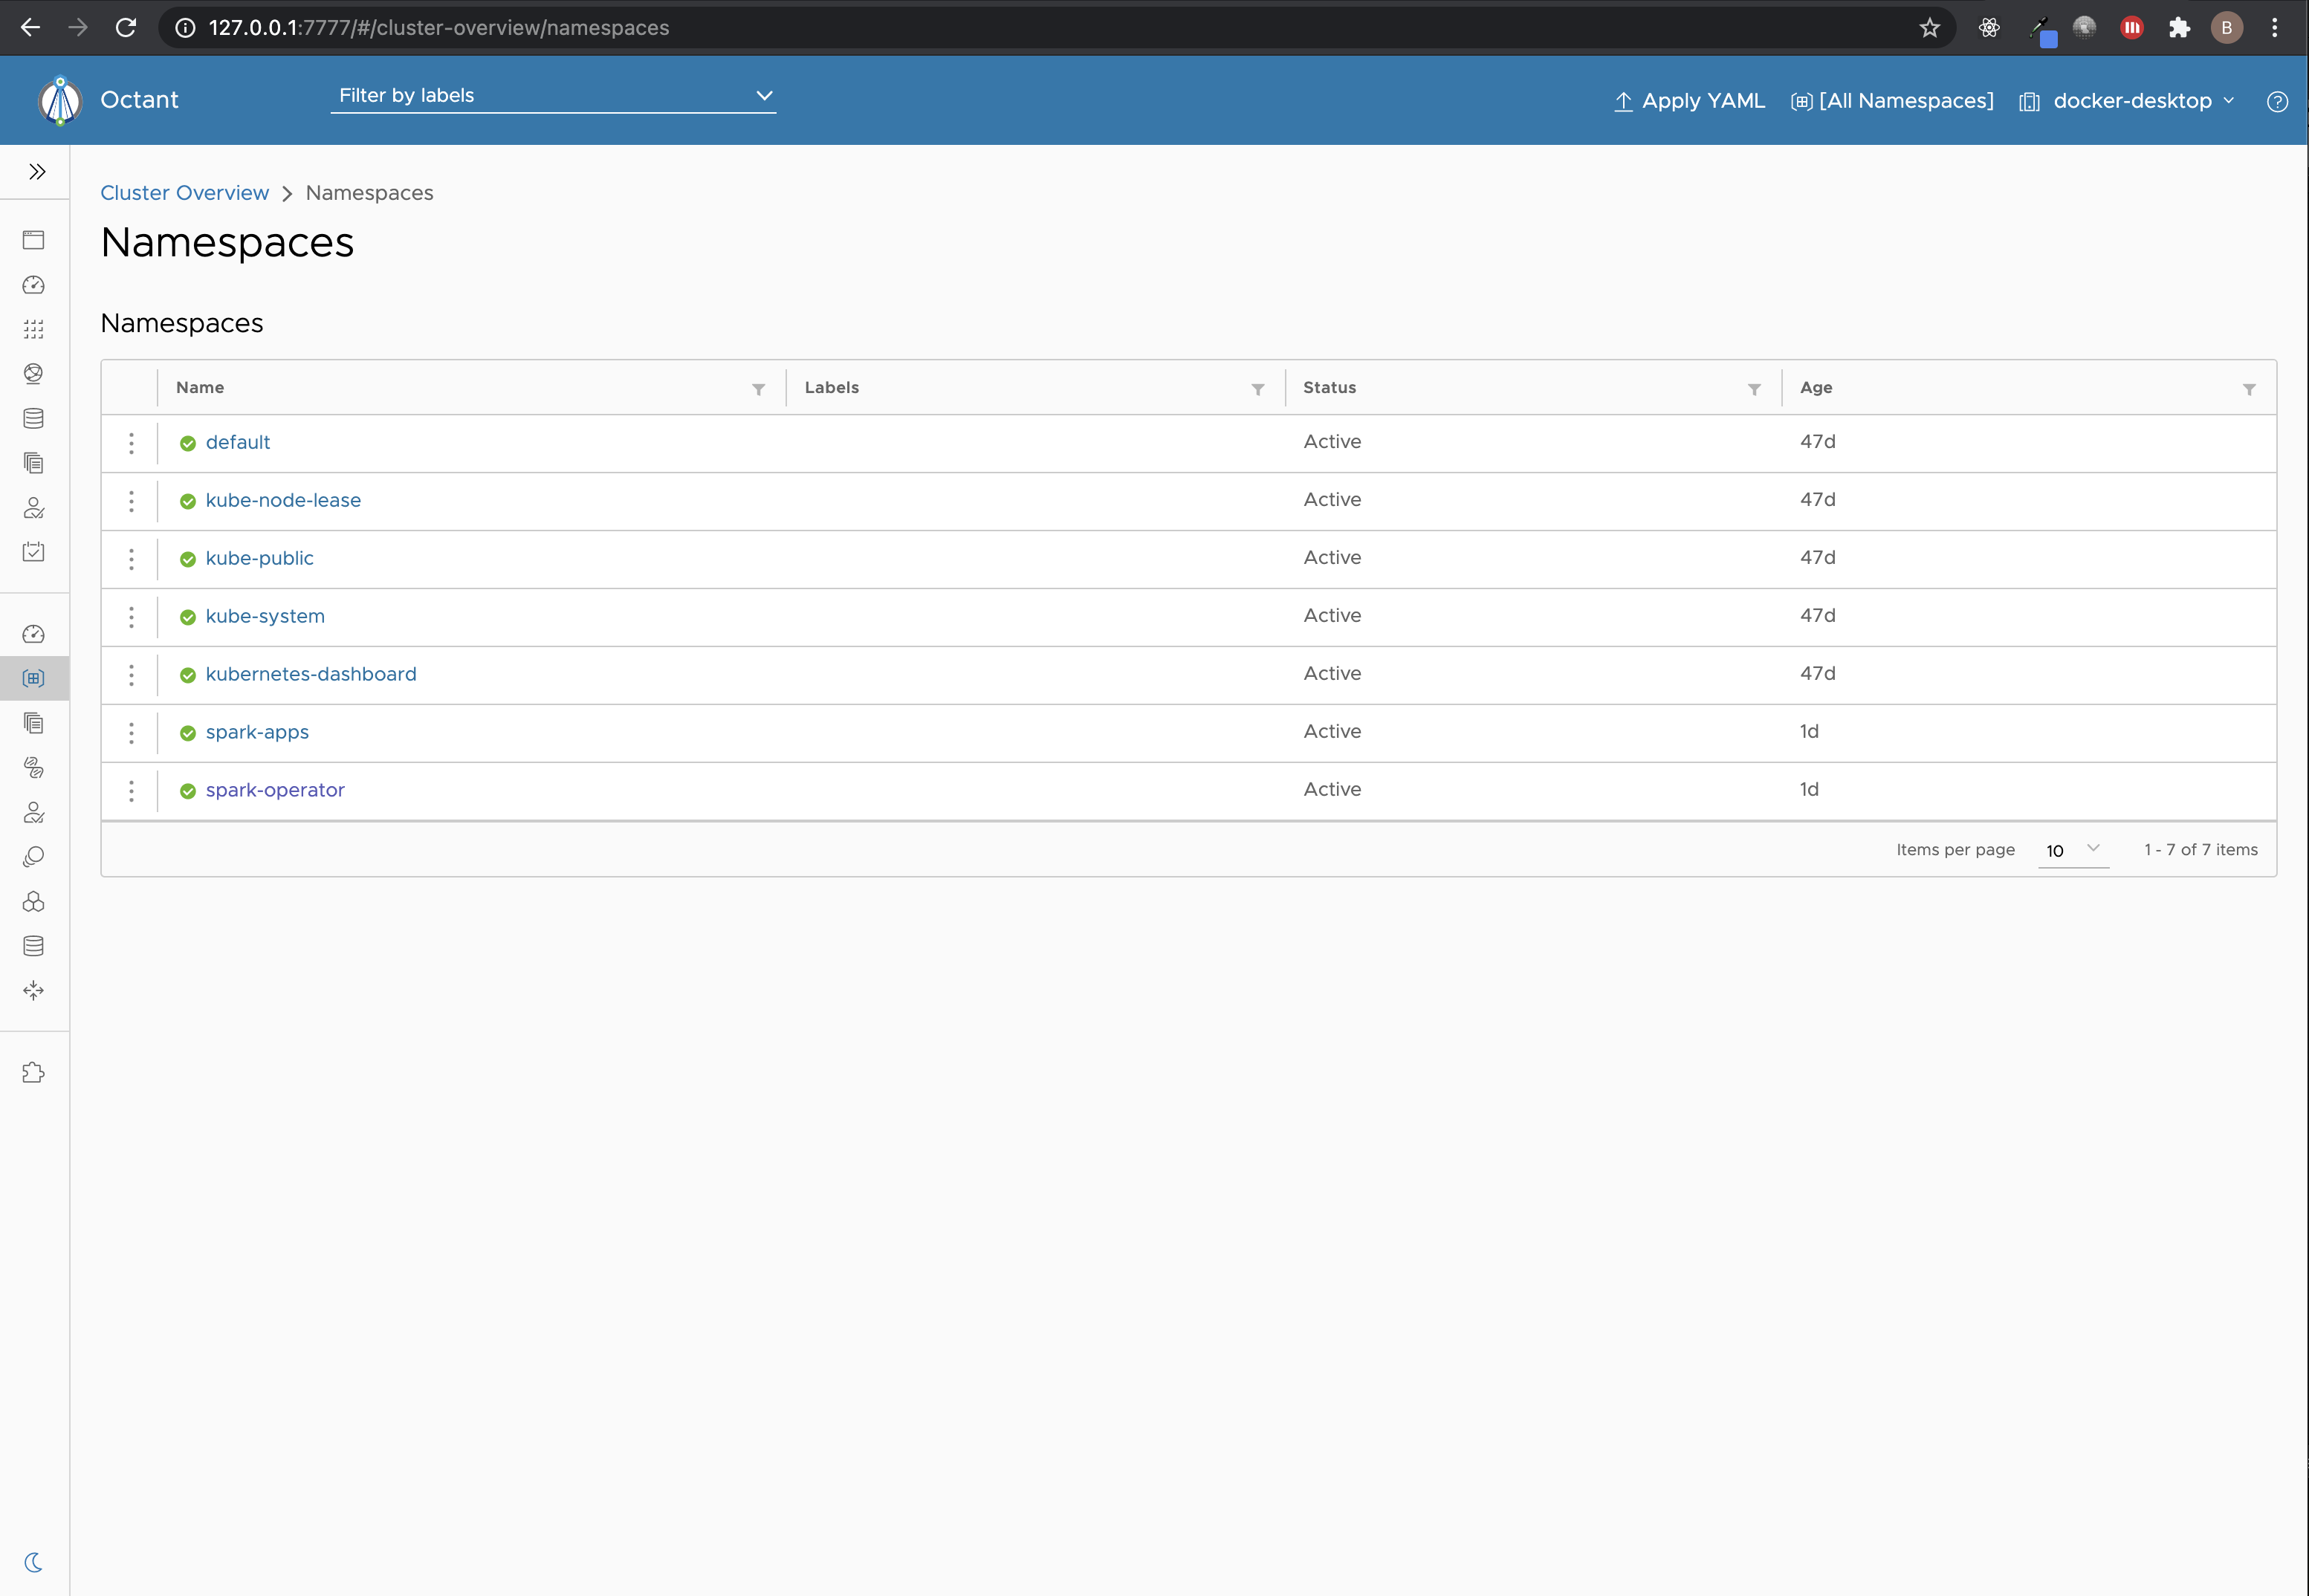 127.0.0.1:7777/#/cluster-overview/namespaces
B
Octant
Filter by labels
Apply YAML
[All Namespaces]
docker-desktop
?
Cluster Overview > Namespaces
Namespaces
Namespaces
Name Labels Status Age
default Active 47d
kube-node-lease Active 47d
kube-public Active 47d
kube-system Active 47d
kubernetes-dashboard Active 47d
spark-apps Active 1d
spark-operator Active 1d
Items per page 10 1 - 7 of 7 items